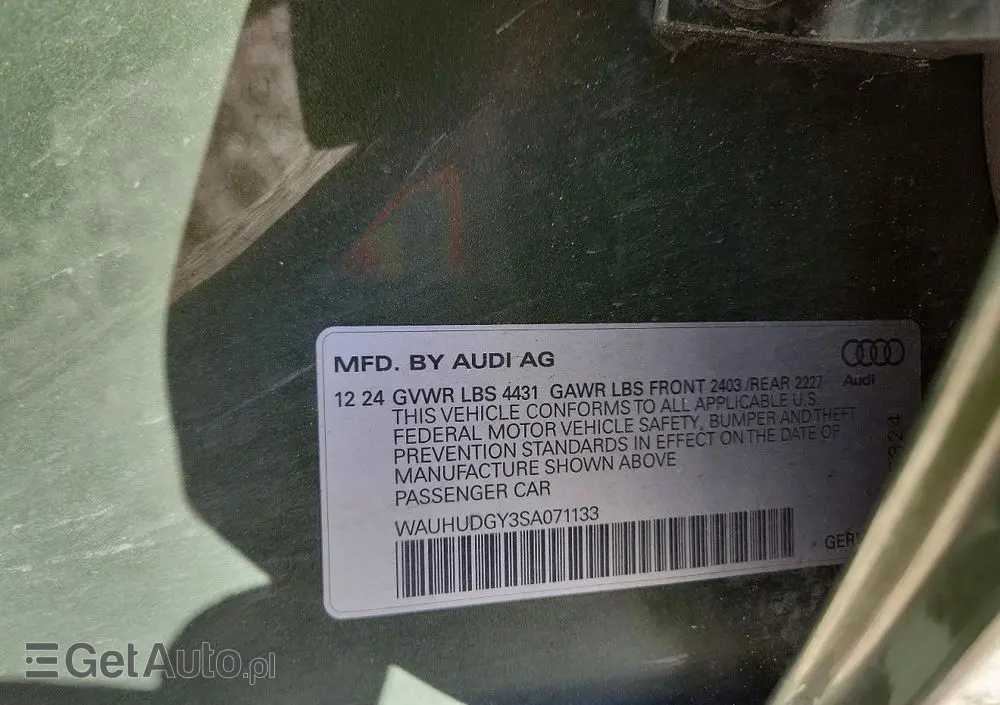 MFD. BY AUDI AG
Audi
12 24 GVWR LBS 4431 GAWR LBS FRONT 2403 /REAR 2227
THIS VEHICLE CONFORMS TO ALL APPLICABLE U.S.
FEDERAL MOTOR VEHICLE SAFETY, BUMPER AND THEFT
PREVENTION STANDARDS IN EFFECT ON THE DATE OF
MANUFACTURE SHOWN ABOVE
PASSENGER CAR
WAUHUDGY3SA071133
GetAuto.pl